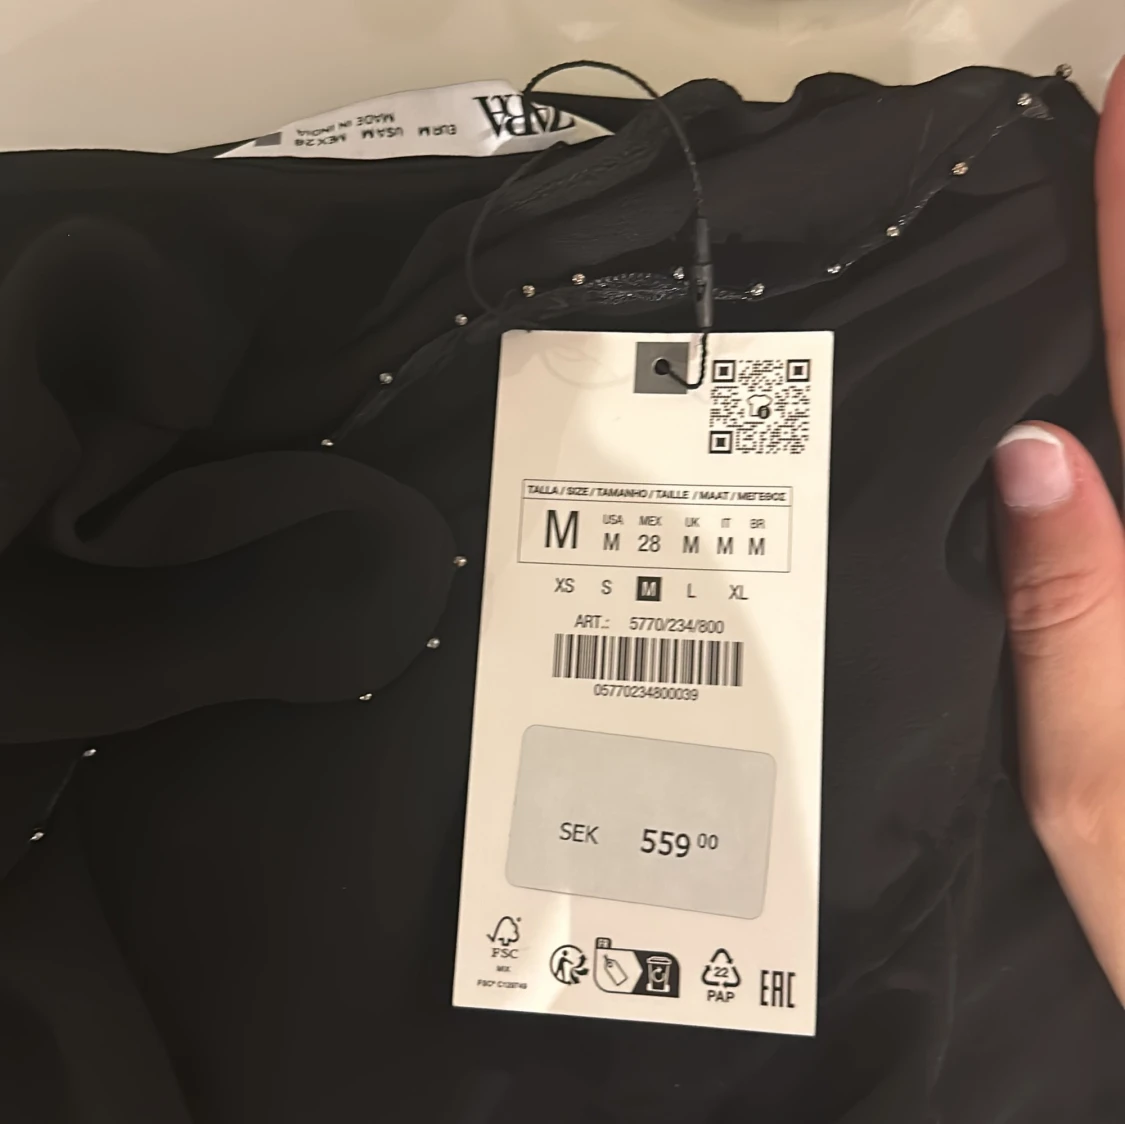 ZARA
EUR M USA M MEX 28
MADE IN INDIA
TALLA / SIZE / TAMANHO / TAILLE / MAAT / ΜΕΓΕΘΟΣ
USA MEX UK IT BR
M M 28 M M M
XS S M L XL
ART.: 5770/234/800
05770234800039
SEK 559 00
FR
FSC
MIX
22
PAP
EAC